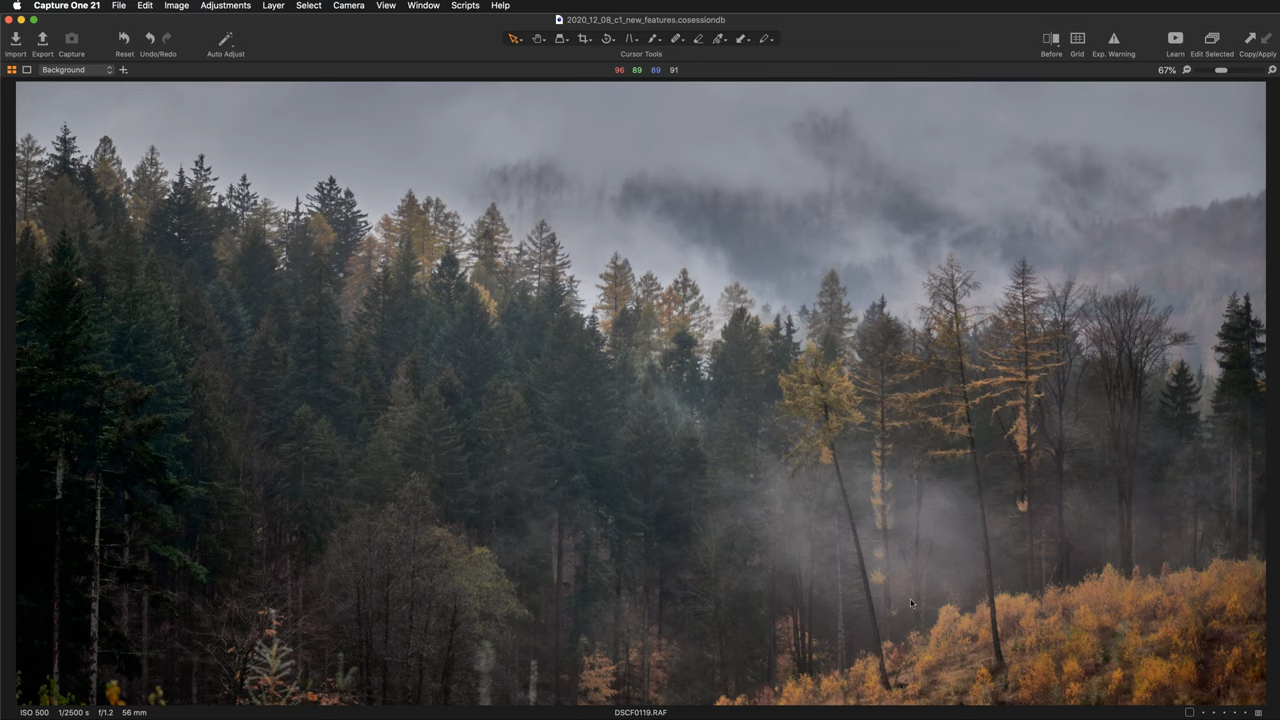 Capture One 21 File Edit Image Adjustments Layer Select Camera View Window Scripts Help
2020_12_08_c1_new_features.cosessiondb
Import Export Capture Reset Undo/Redo Auto Adjust Cursor Tools Before Grid Exp. Warning Learn Edit Selected Copy/Apply
Background 96 89 89 91 67%
ISO 500 1/2500 s f/1.2 56 mm DSCF0119.RAF